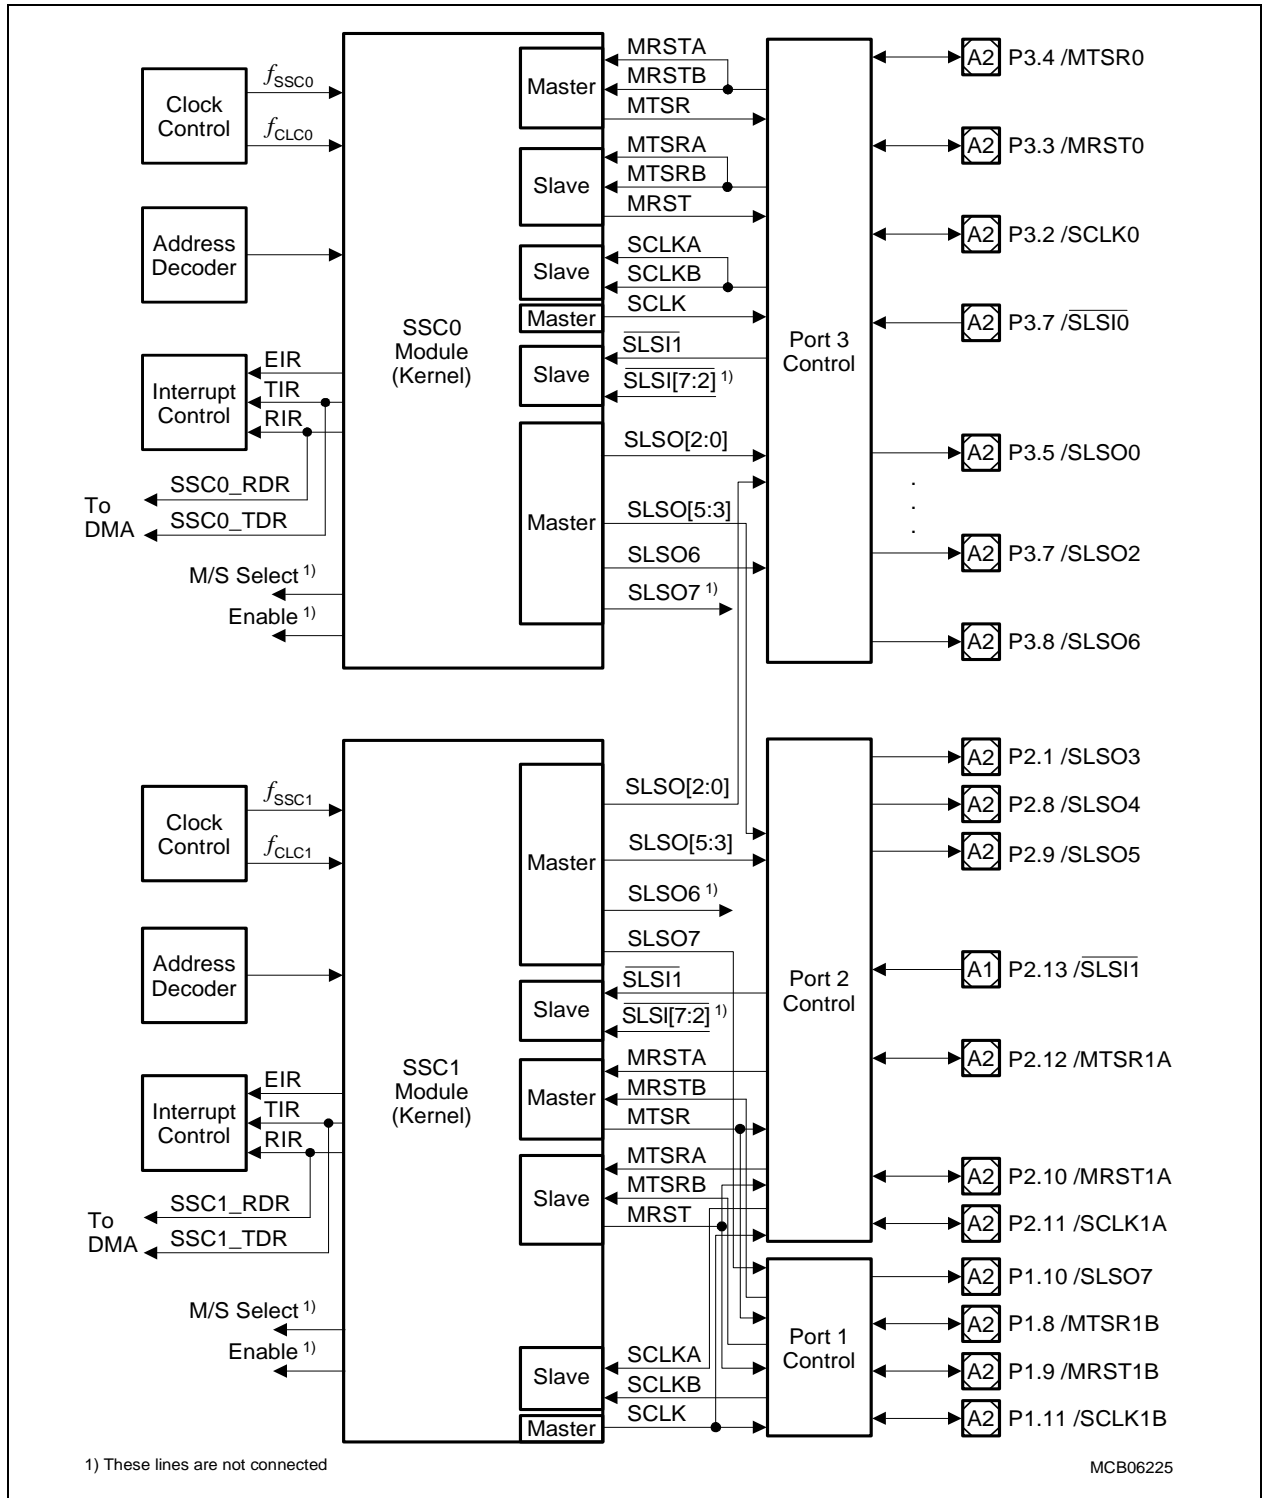 Clock
Control
fSSC0
fCLC0
Address
Decoder
Interrupt
Control
EIR
TIR
RIR
SSC0_RDR
SSC0_TDR
To
DMA
M/S Select 1)
Enable 1)
SSC0
Module
(Kernel)
Master
MRSTA
MRSTB
MTSR
Slave
MTSRA
MTSRB
MRST
Slave
SCLKA
SCLKB
Master
SCLK
Slave
SLSI1
SLSI[7:2] 1)
Master
SLSO[2:0]
SLSO[5:3]
SLSO6
SLSO7 1)
Port 3
Control
A2 P3.4 /MTSR0
A2 P3.3 /MRST0
A2 P3.2 /SCLK0
A2 P3.7 /SLSI0
A2 P3.5 /SLSO0
.
.
.
A2 P3.7 /SLSO2
A2 P3.8 /SLSO6
Clock
Control
fSSC1
fCLC1
Address
Decoder
Interrupt
Control
EIR
TIR
RIR
SSC1_RDR
SSC1_TDR
To
DMA
M/S Select 1)
Enable 1)
SSC1
Module
(Kernel)
Master
SLSO[2:0]
SLSO[5:3]
SLSO6 1)
SLSO7
Slave
SLSI1
SLSI[7:2] 1)
Master
MRSTA
MRSTB
MTSR
Slave
MTSRA
MTSRB
MRST
Slave
SCLKA
SCLKB
Master
SCLK
Port 2
Control
Port 1
Control
A2 P2.1 /SLSO3
A2 P2.8 /SLSO4
A2 P2.9 /SLSO5
A1 P2.13 /SLSI1
A2 P2.12 /MTSR1A
A2 P2.10 /MRST1A
A2 P2.11 /SCLK1A
A2 P1.10 /SLSO7
A2 P1.8 /MTSR1B
A2 P1.9 /MRST1B
A2 P1.11 /SCLK1B
1) These lines are not connected
MCB06225